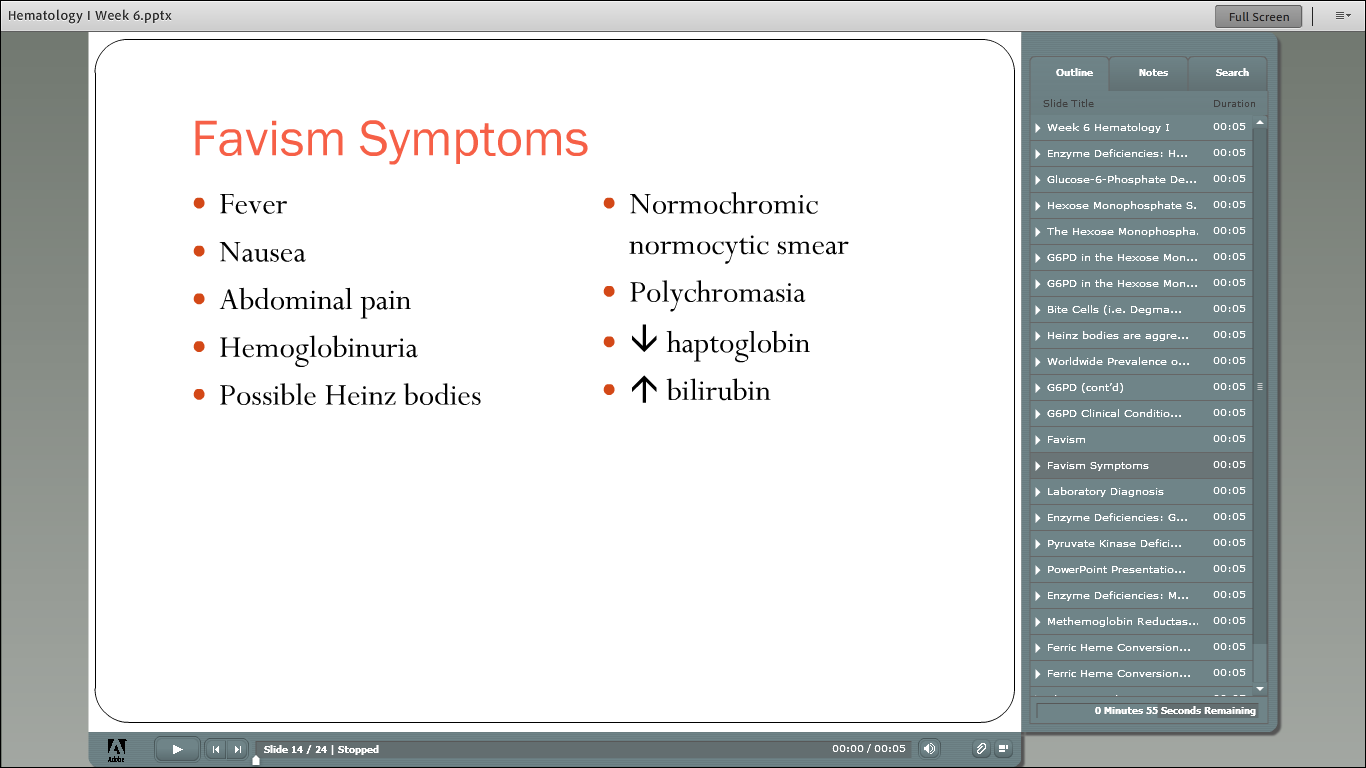 Hematology I Week 6.pptx
Full Screen
Favism Symptoms
Fever
Nausea
Abdominal pain
Hemoglobinuria
Possible Heinz bodies
Normochromic
normocytic smear
Polychromasia
↓ haptoglobin
↑ bilirubin
Outline Notes Search
Slide Title Duration
Week 6 Hematology I 00:05
Enzyme Deficiencies: H... 00:05
Glucose-6-Phosphate De... 00:05
Hexose Monophosphate S. 00:05
The Hexose Monophospha. 00:05
G6PD in the Hexose Mon... 00:05
G6PD in the Hexose Mon... 00:05
Bite Cells (i.e. Degma... 00:05
Heinz bodies are aggre... 00:05
Worldwide Prevalence o... 00:05
G6PD (cont'd) 00:05
G6PD Clinical Conditio... 00:05
Favism 00:05
Favism Symptoms 00:05
Laboratory Diagnosis 00:05
Enzyme Deficiencies: G... 00:05
Pyruvate Kinase Defici... 00:05
PowerPoint Presentatio... 00:05
Enzyme Deficiencies: M... 00:05
Methemoglobin Reductas... 00:05
Ferric Heme Conversion... 00:05
Ferric Heme Conversion... 00:05
0 Minutes 55 Seconds Remaining
Adobe
Slide 14 / 24 | Stopped
00:00 / 00:05